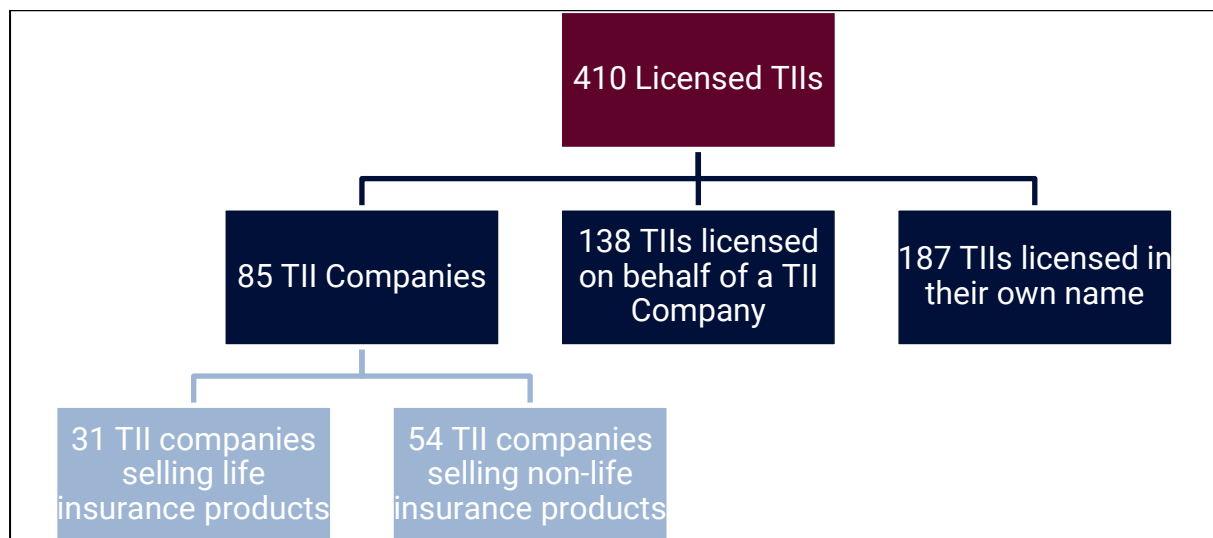 410 Licensed TIIs
85 TII Companies
138 TIIs licensed
on behalf of a TII
Company
187 TIIs licensed in
their own name
31 TII companies
selling life
insurance products
54 TII companies
selling non-life
insurance products